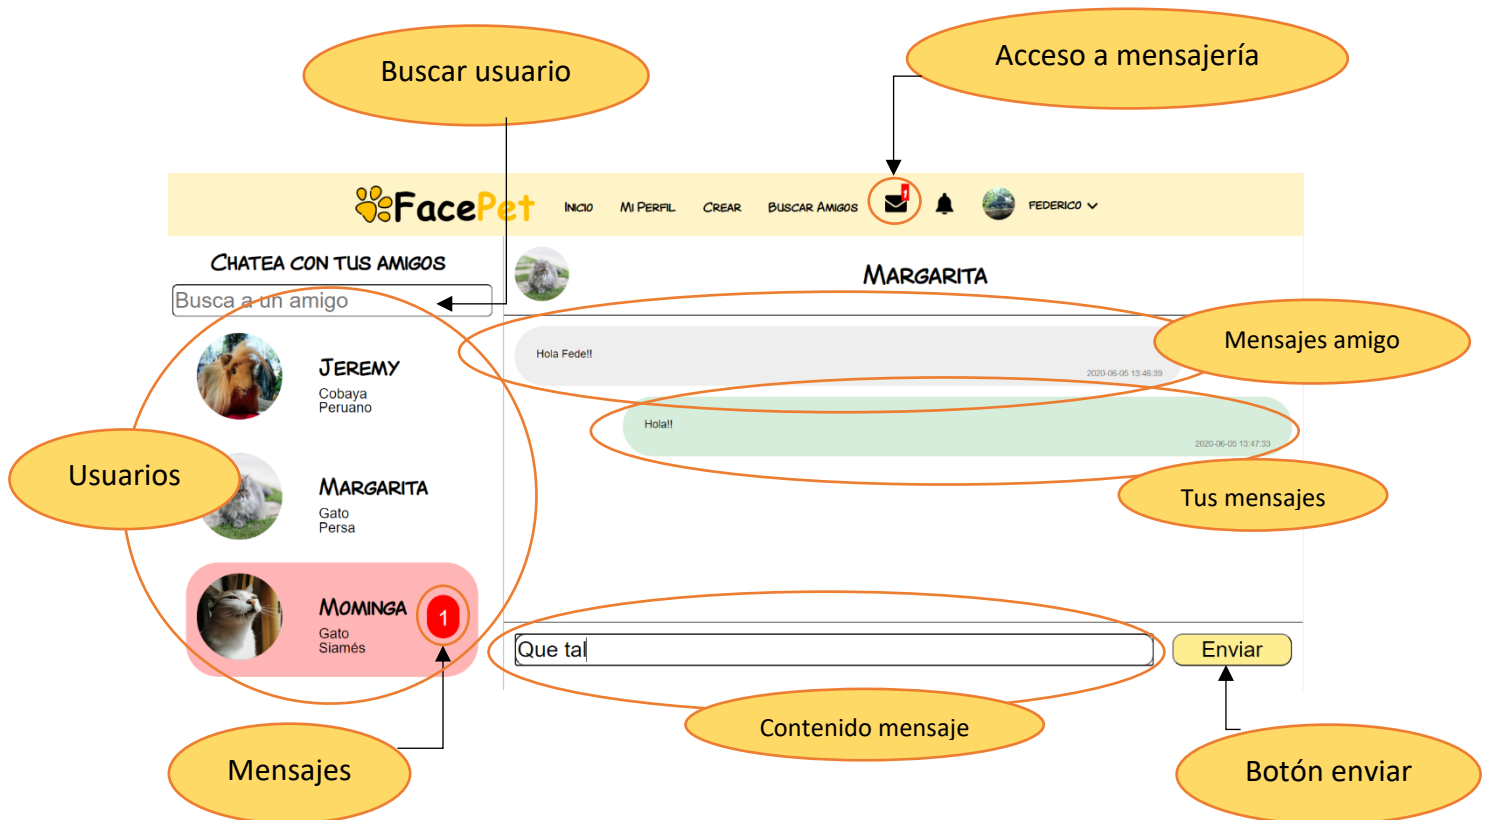 Buscar usuario
Acceso a mensajería
FacePet
INICIO
MI PERFIL
CREAR
BUSCAR AMIGOS
1
FEDERICO
CHATEA CON TUS AMIGOS
Busca a un amigo
MARGARITA
Hola Fede!!
2020-06-05 13:46:39
Mensajes amigo
JEREMY
Cobaya
Peruano
Hola!!
2020-06-05 13:47:33
Usuarios
MARGARITA
Gato
Persa
Tus mensajes
MOMINGA
1
Gato
Siamés
Que tal
Enviar
Contenido mensaje
Mensajes
Botón enviar